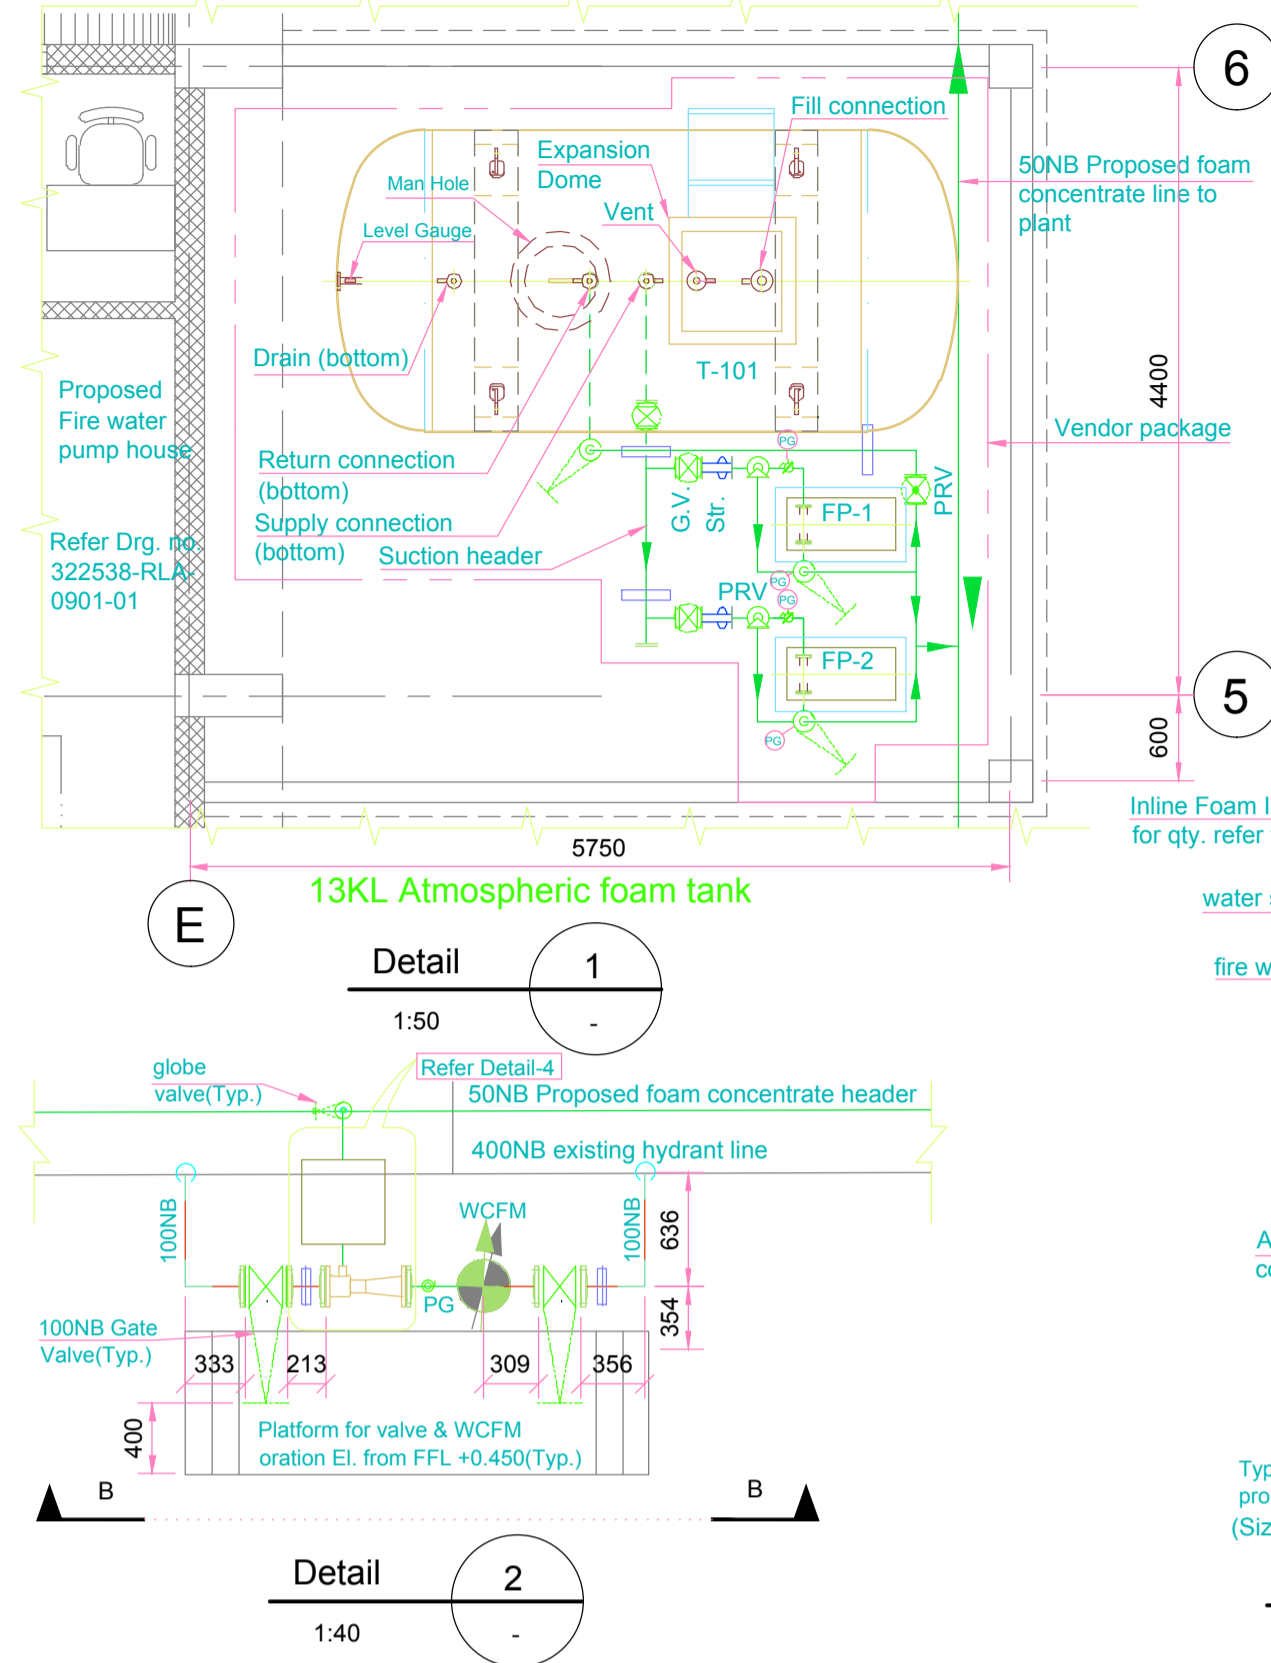 6
Fill connection
Expansion
Dome
Man Hole
Vent
Level Gauge
50NB Proposed foam
concentrate line to
plant
Drain (bottom)
T-101
4400
Proposed
Fire water
pump house
Vendor package
PG
Return connection
(bottom)
G.V.
Str.
PRV
FP-1
Supply connection
(bottom)
Suction header
Refer Drg. no.
322538-RLA-
0901-01
PG
PG
PRV
FP-2
5
PG
600
Inline Foam I
for qty. refer
5750
13KL Atmospheric foam tank
E
water s
fire w
Detail
1
1:50
-
globe
valve(Typ.)
Refer Detail-4
50NB Proposed foam concentrate header
400NB existing hydrant line
100NB
WCFM
100NB
636
A
co
PG
354
100NB Gate
Valve(Typ.)
333
213
309
356
400
Platform for valve & WCFM
oration El. from FFL +0.450(Typ.)
B
B
Typ
pro
(Siz
Detail
2
1:40
-